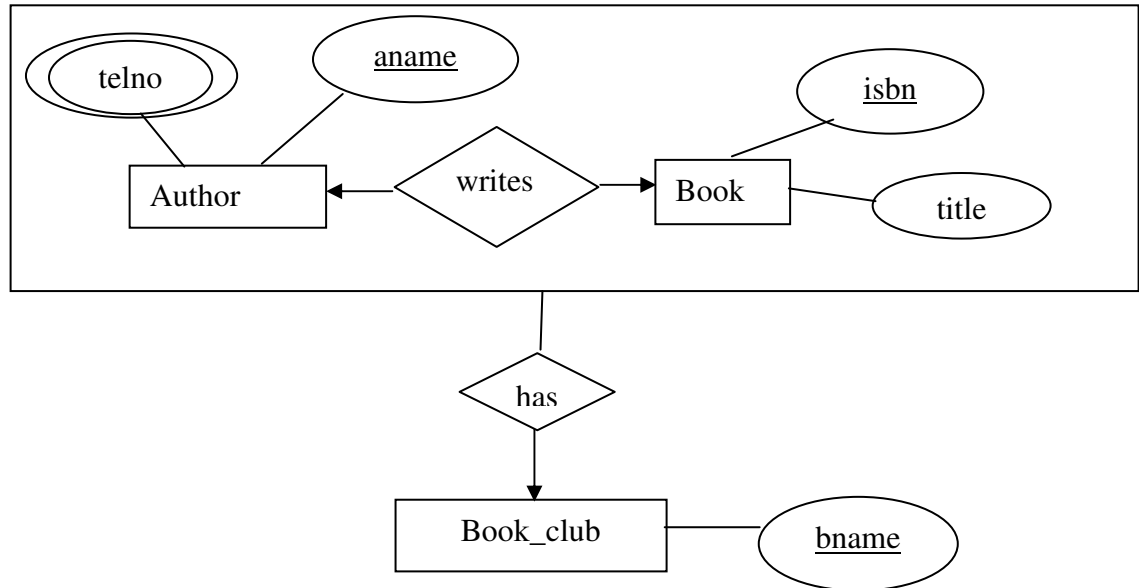 telno
aname
isbn
Author
writes
Book
title
has
Book_club
bname